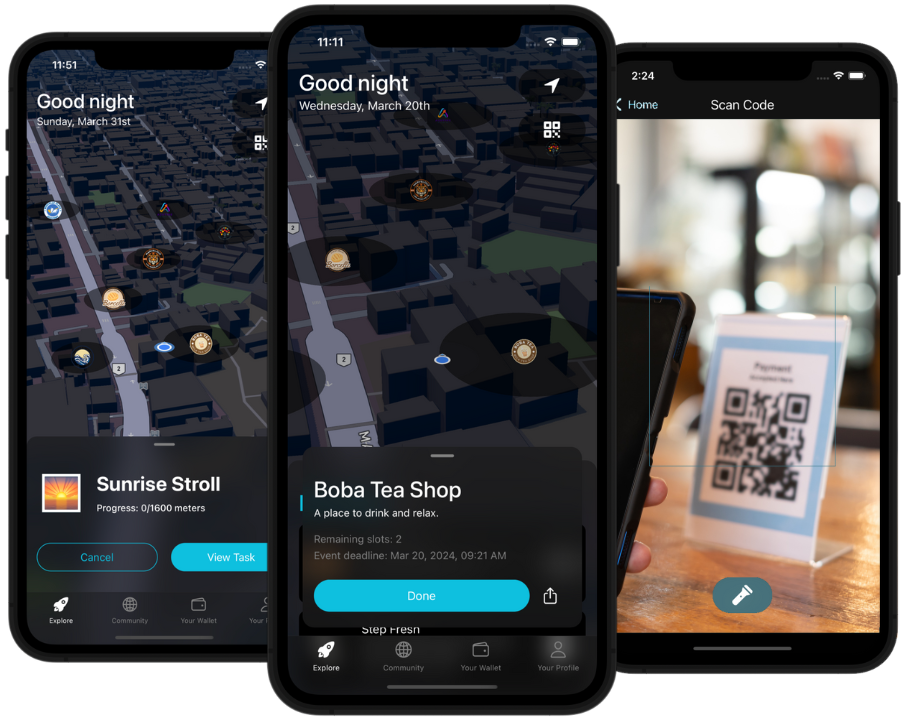 11:51
Good night
Sunday, March 31st
2
Sunrise Stroll
Progress: 0/1600 meters
Cancel
View Task
Explore
Community
Your Wallet
11:11
Good night
Wednesday, March 20th
2
2
Boba Tea Shop
A place to drink and relax.
Remaining slots: 2
Event deadline: Mar 20, 2024, 09:21 AM
Done
Step Fresh
Explore
Community
Your Wallet
Your Profile
2:24
Home
Scan Code
Payment
Accepted Here